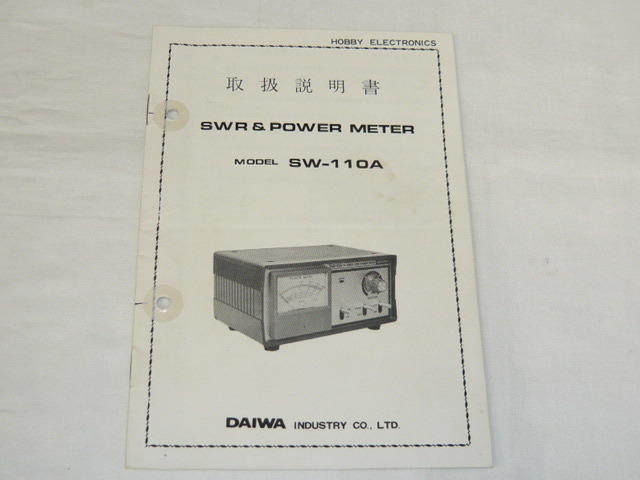 HOBBY ELECTRONICS
取扱説明書
SWR & POWER METER
MODEL SW-110A
DAIWA INDUSTRY CO., LTD.